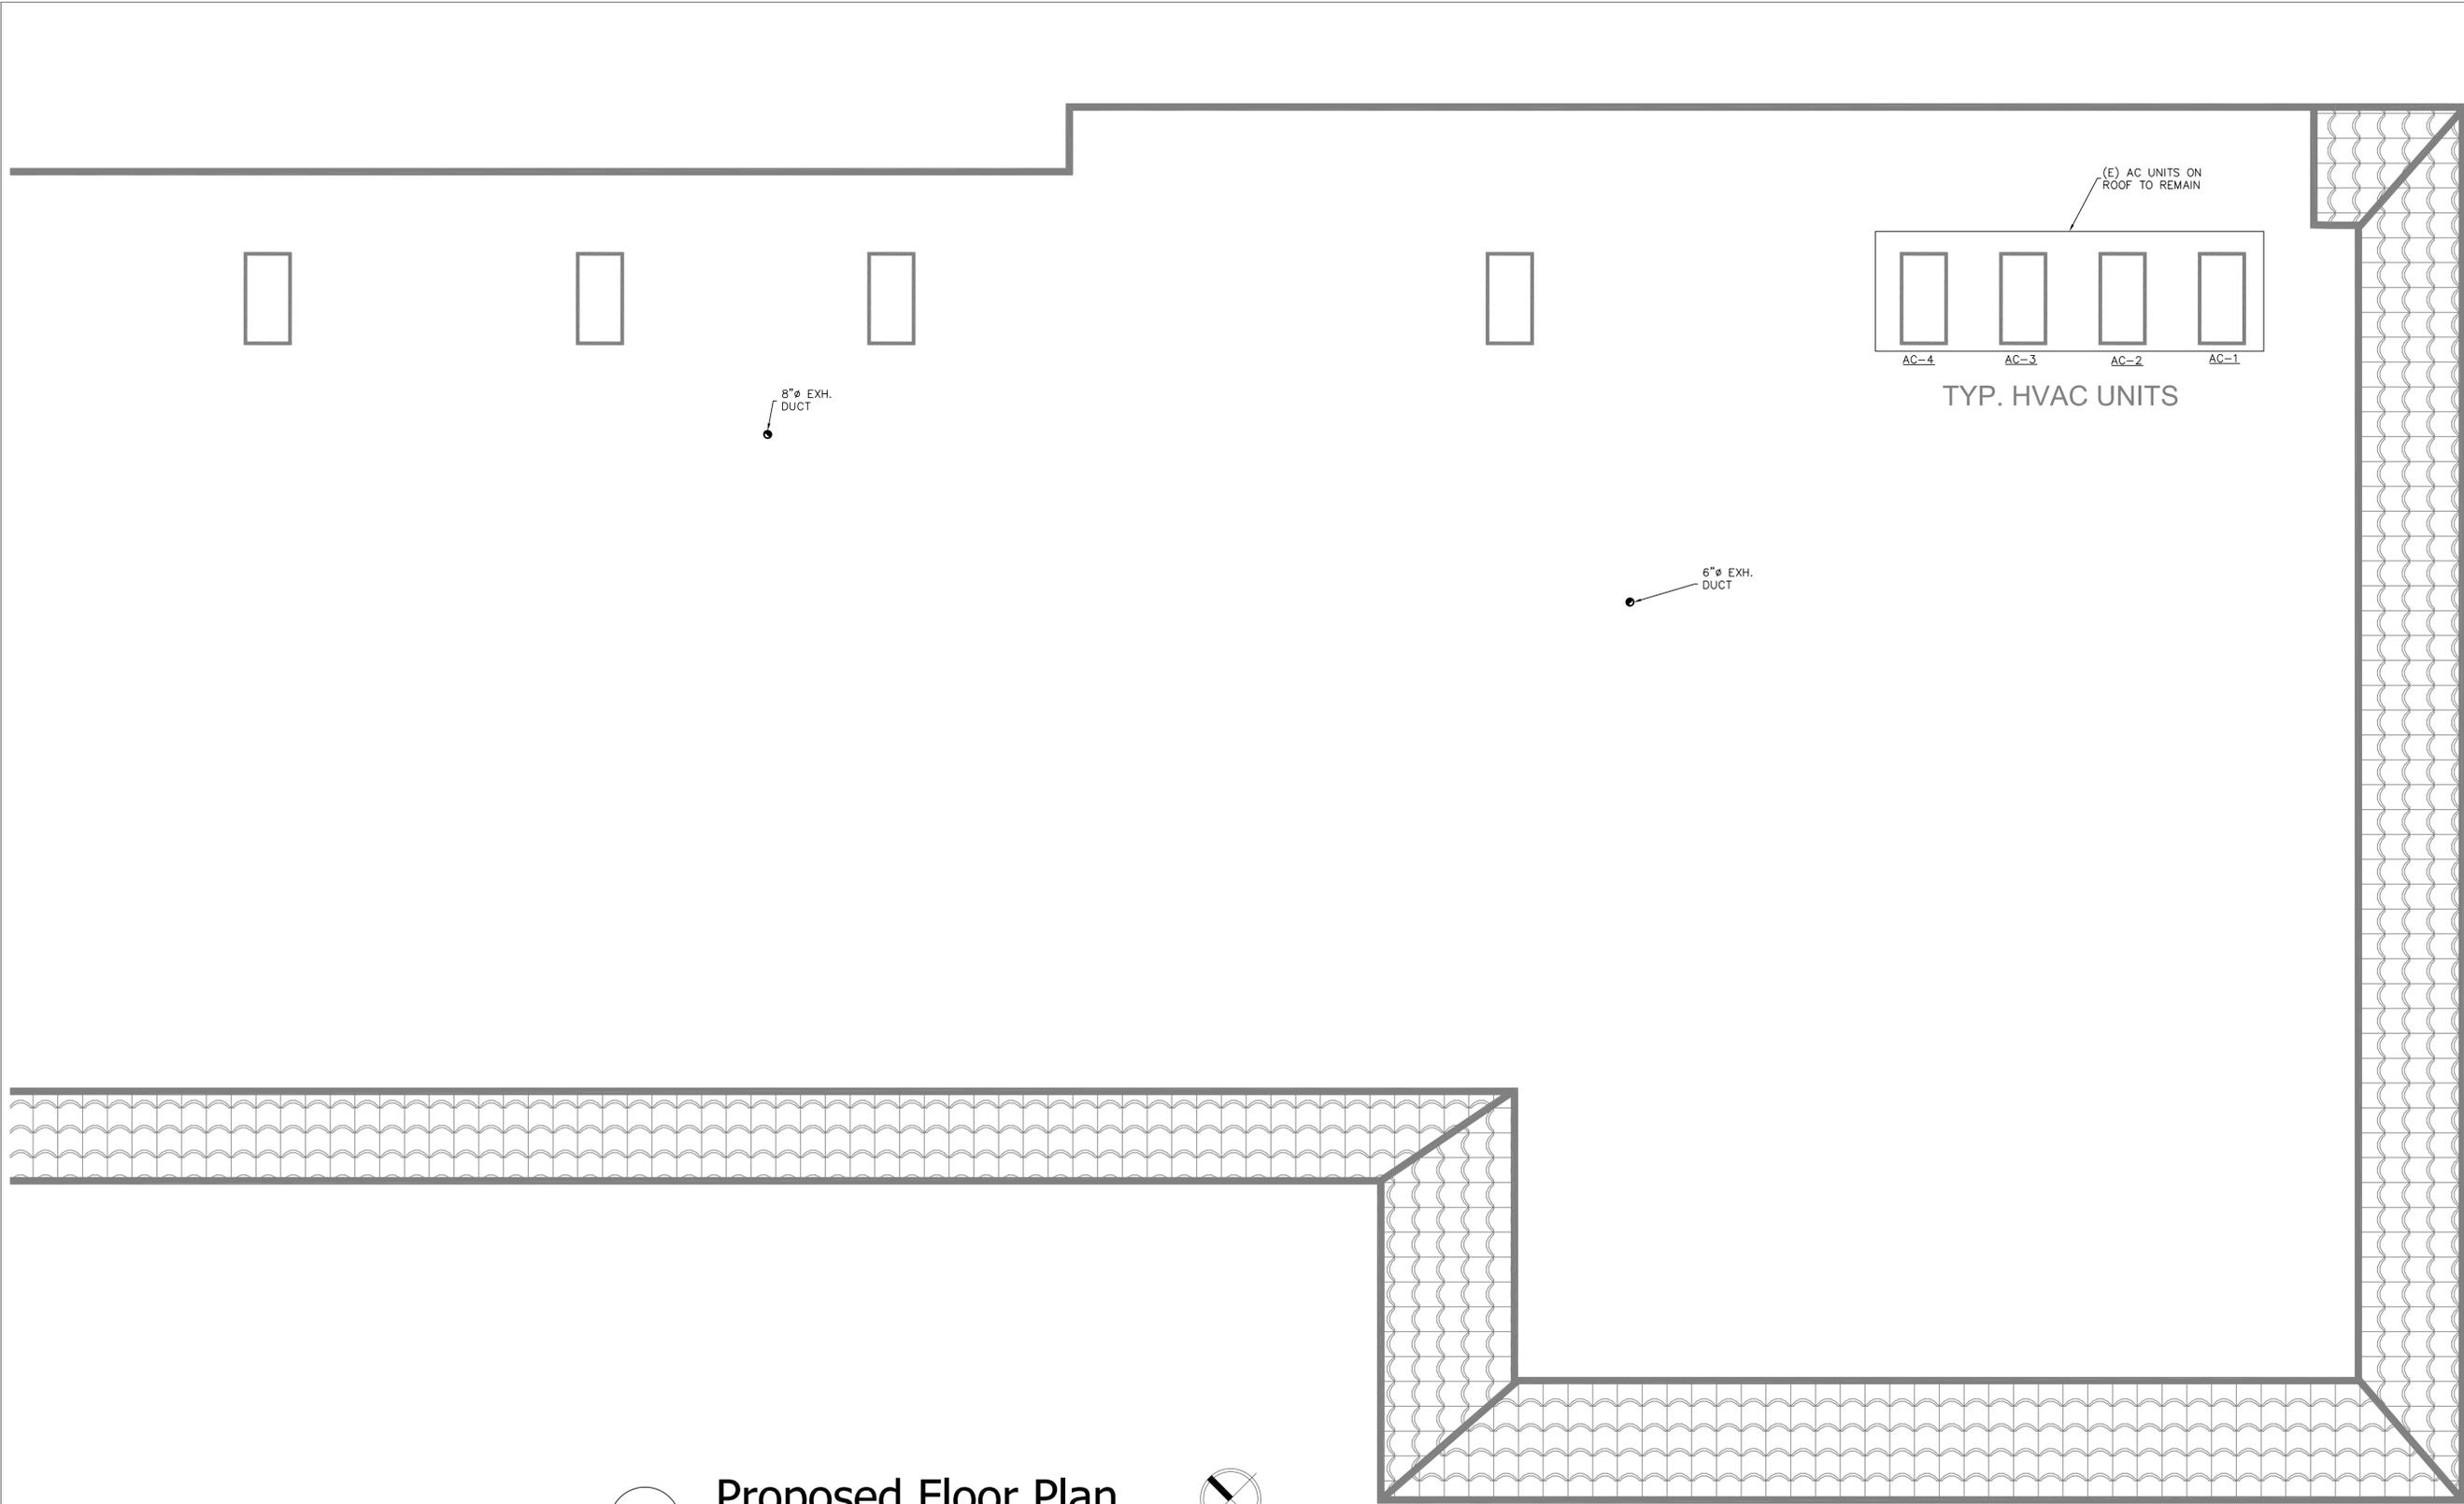 (E) AC UNITS ON
ROOF TO REMAIN
AC-4
AC-3
AC-2
AC-1
TYP. HVAC UNITS
8"ø EXH.
DUCT
6"ø EXH.
DUCT
Proposed Floor Plan